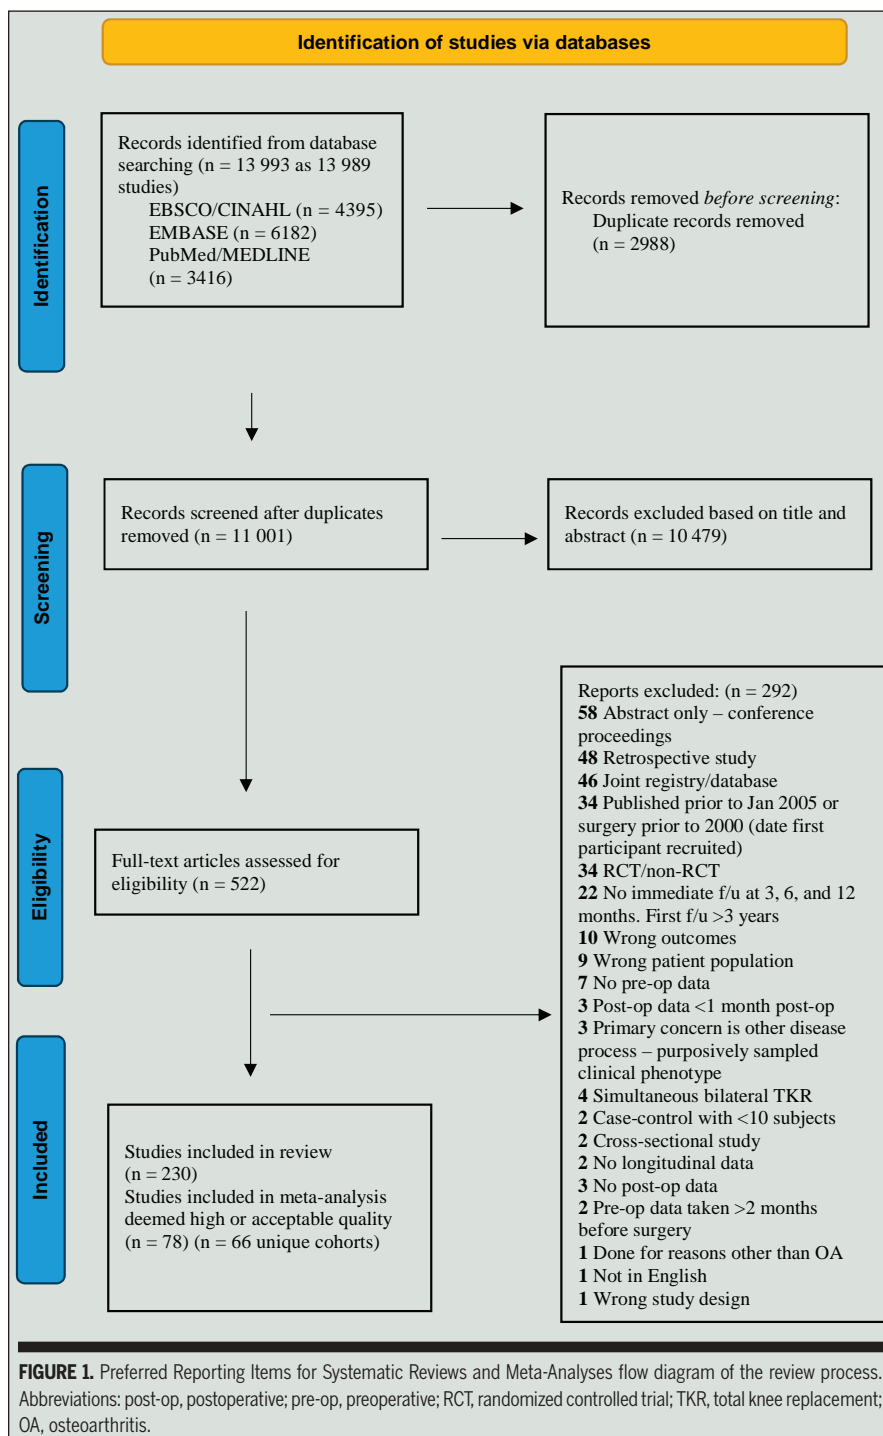 Identification of studies via databases
Identification
Records identified from database
searching (n = 13 993 as 13 989
studies)
EBSCO/CINAHL (n = 4395)
EMBASE (n = 6182)
PubMed/MEDLINE
(n = 3416)
Records removed before screening:
Duplicate records removed
(n = 2988)
Screening
Records screened after duplicates
removed (n = 11 001)
Records excluded based on title and
abstract (n = 10 479)
Eligibility
Full-text articles assessed for
eligibility (n = 522)
Reports excluded: (n = 292)
58 Abstract only – conference
proceedings
48 Retrospective study
46 Joint registry/database
34 Published prior to Jan 2005 or
surgery prior to 2000 (date first
participant recruited)
34 RCT/non-RCT
22 No immediate f/u at 3, 6, and 12
months. First f/u >3 years
10 Wrong outcomes
9 Wrong patient population
7 No pre-op data
3 Post-op data <1 month post-op
3 Primary concern is other disease
process – purposively sampled
clinical phenotype
4 Simultaneous bilateral TKR
2 Case-control with <10 subjects
2 Cross-sectional study
2 No longitudinal data
3 No post-op data
2 Pre-op data taken >2 months
before surgery
1 Done for reasons other than OA
1 Not in English
1 Wrong study design
Included
Studies included in review
(n = 230)
Studies included in meta-analysis
deemed high or acceptable quality
(n = 78) (n = 66 unique cohorts)
FIGURE 1. Preferred Reporting Items for Systematic Reviews and Meta-Analyses flow diagram of the review process.
Abbreviations: post-op, postoperative; pre-op, preoperative; RCT, randomized controlled trial; TKR, total knee replacement;
OA, osteoarthritis.